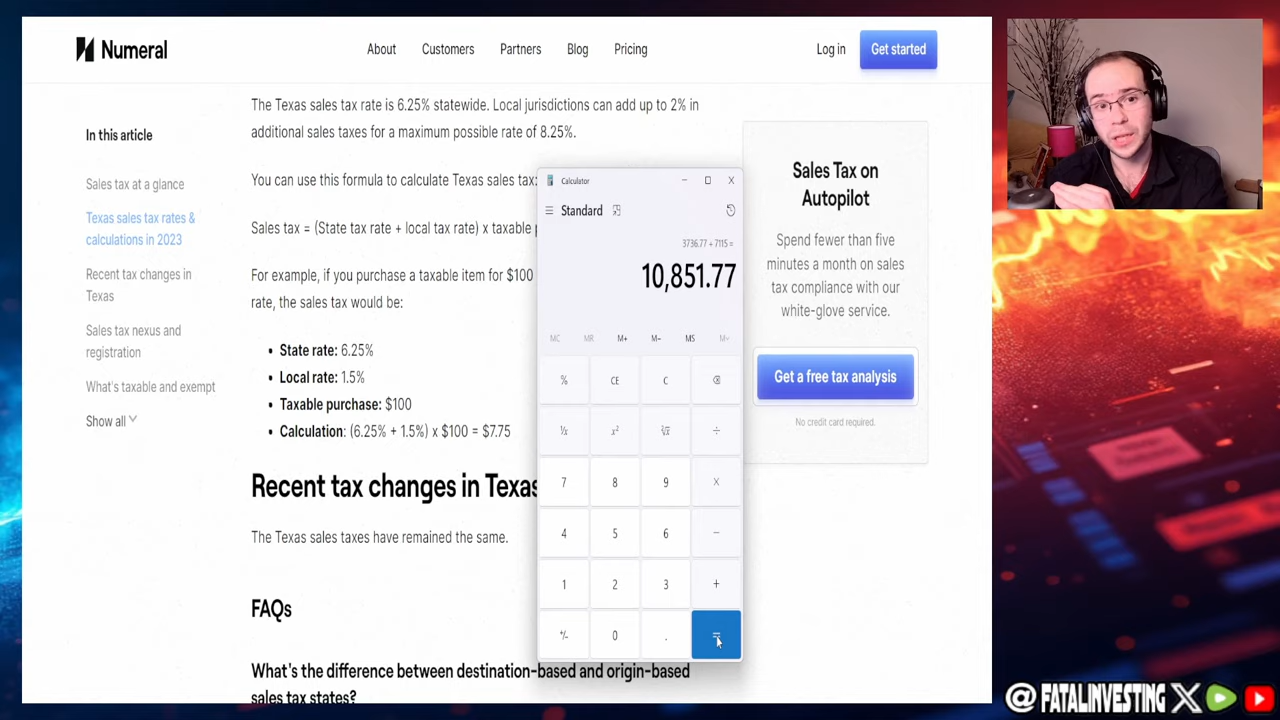 Numeral
About Customers Partners Blog Pricing
Log in Get started
In this article
Sales tax at a glance
Texas sales tax rates &
calculations in 2023
Recent tax changes in
Texas
Sales tax nexus and
registration
What's taxable and exempt
Show all
The Texas sales tax rate is 6.25% statewide. Local jurisdictions can add up to 2% in
additional sales taxes for a maximum possible rate of 8.25%.
You can use this formula to calculate Texas sales tax:
Sales tax = (State tax rate + local tax rate) x taxable
For example, if you purchase a taxable item for $100
rate, the sales tax would be:
• State rate: 6.25%
• Local rate: 1.5%
• Taxable purchase: $100
• Calculation: (6.25% + 1.5%) x $100 = $7.75
Recent tax changes in Texas
The Texas sales taxes have remained the same.
FAQs
What's the difference between destination-based and origin-based
sales tax states?
Calculator
Standard
3736.77 + 7115 =
10,851.77
MC MR M+ M- MS M˅
% CE C
¹/x x² ²√x ÷
7 8 9 ×
4 5 6 −
1 2 3 +
+/- 0 . =
Sales Tax on
Autopilot
Spend fewer than five
minutes a month on sales
tax compliance with our
white-glove service.
Get a free tax analysis
No credit card required.
@FATALINVESTING